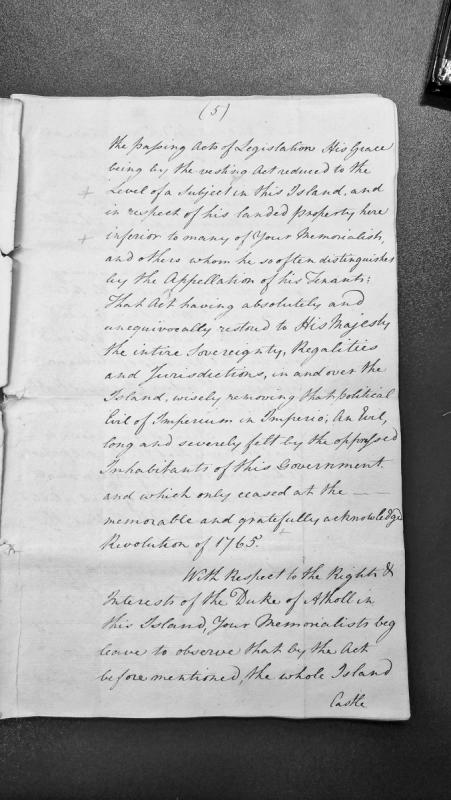 (5)
the passing Acts of Legislation His Grace
being by the vesting Act reduced to the
Level of a Subject in this Island, and
in respect of his landed property here
inferior to many of Your Memorialists,
and others whom he so often distinguishes
by the Appellation of his Tenants;
That Act having absolutely and
unequivocally restored to His Majesty
the intire Sovereignty, Regalities
and Jurisdictions, in and over the
Island, wisely removing that political
Evil of Imperium in Imperio; An Evil,
long and severely felt by the oppressed
Inhabitants of this Government
and which only ceased at the ——
memorable and gratefully acknowledged
Revolution of 1765.
With Respect to the Rights &
Interests of the Duke of Atholl in
this Island, Your Memorialists beg
leave to observe that by the Act
before mentioned, the whole Island
Castle